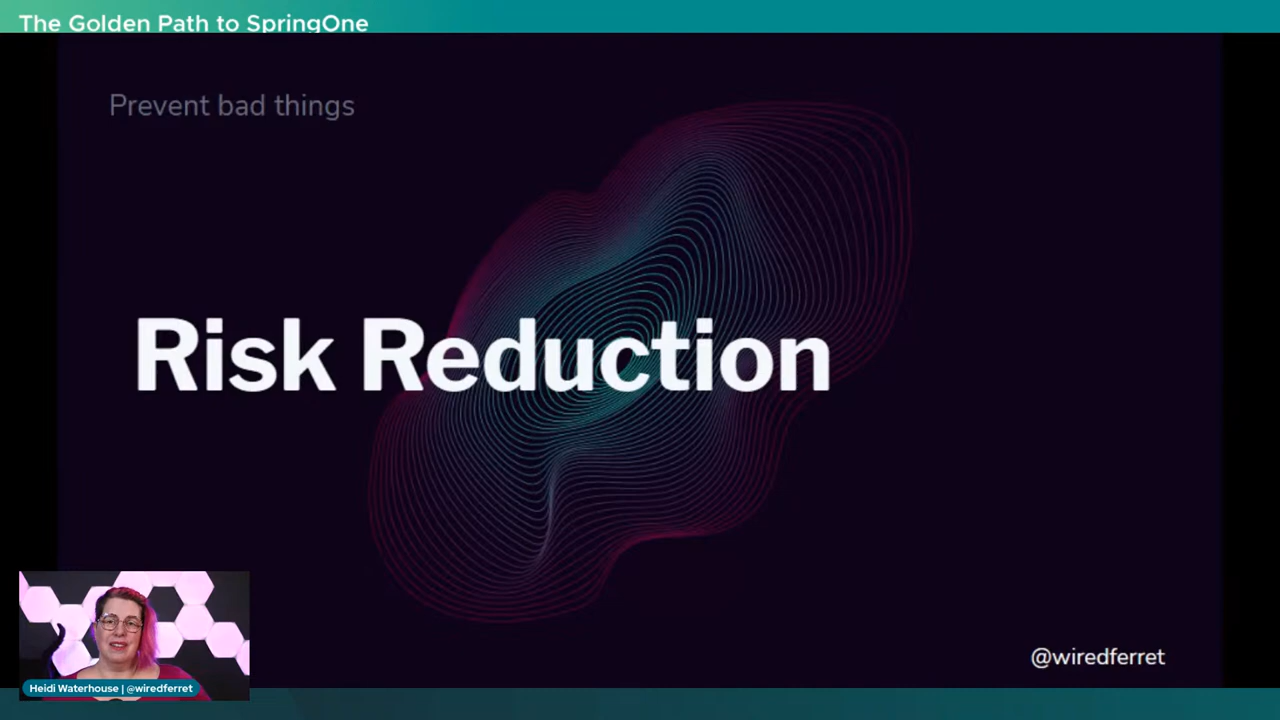 The Golden Path to SpringOne
Prevent bad things
Risk Reduction
@wiredferret
Heidi Waterhouse | @wiredferret